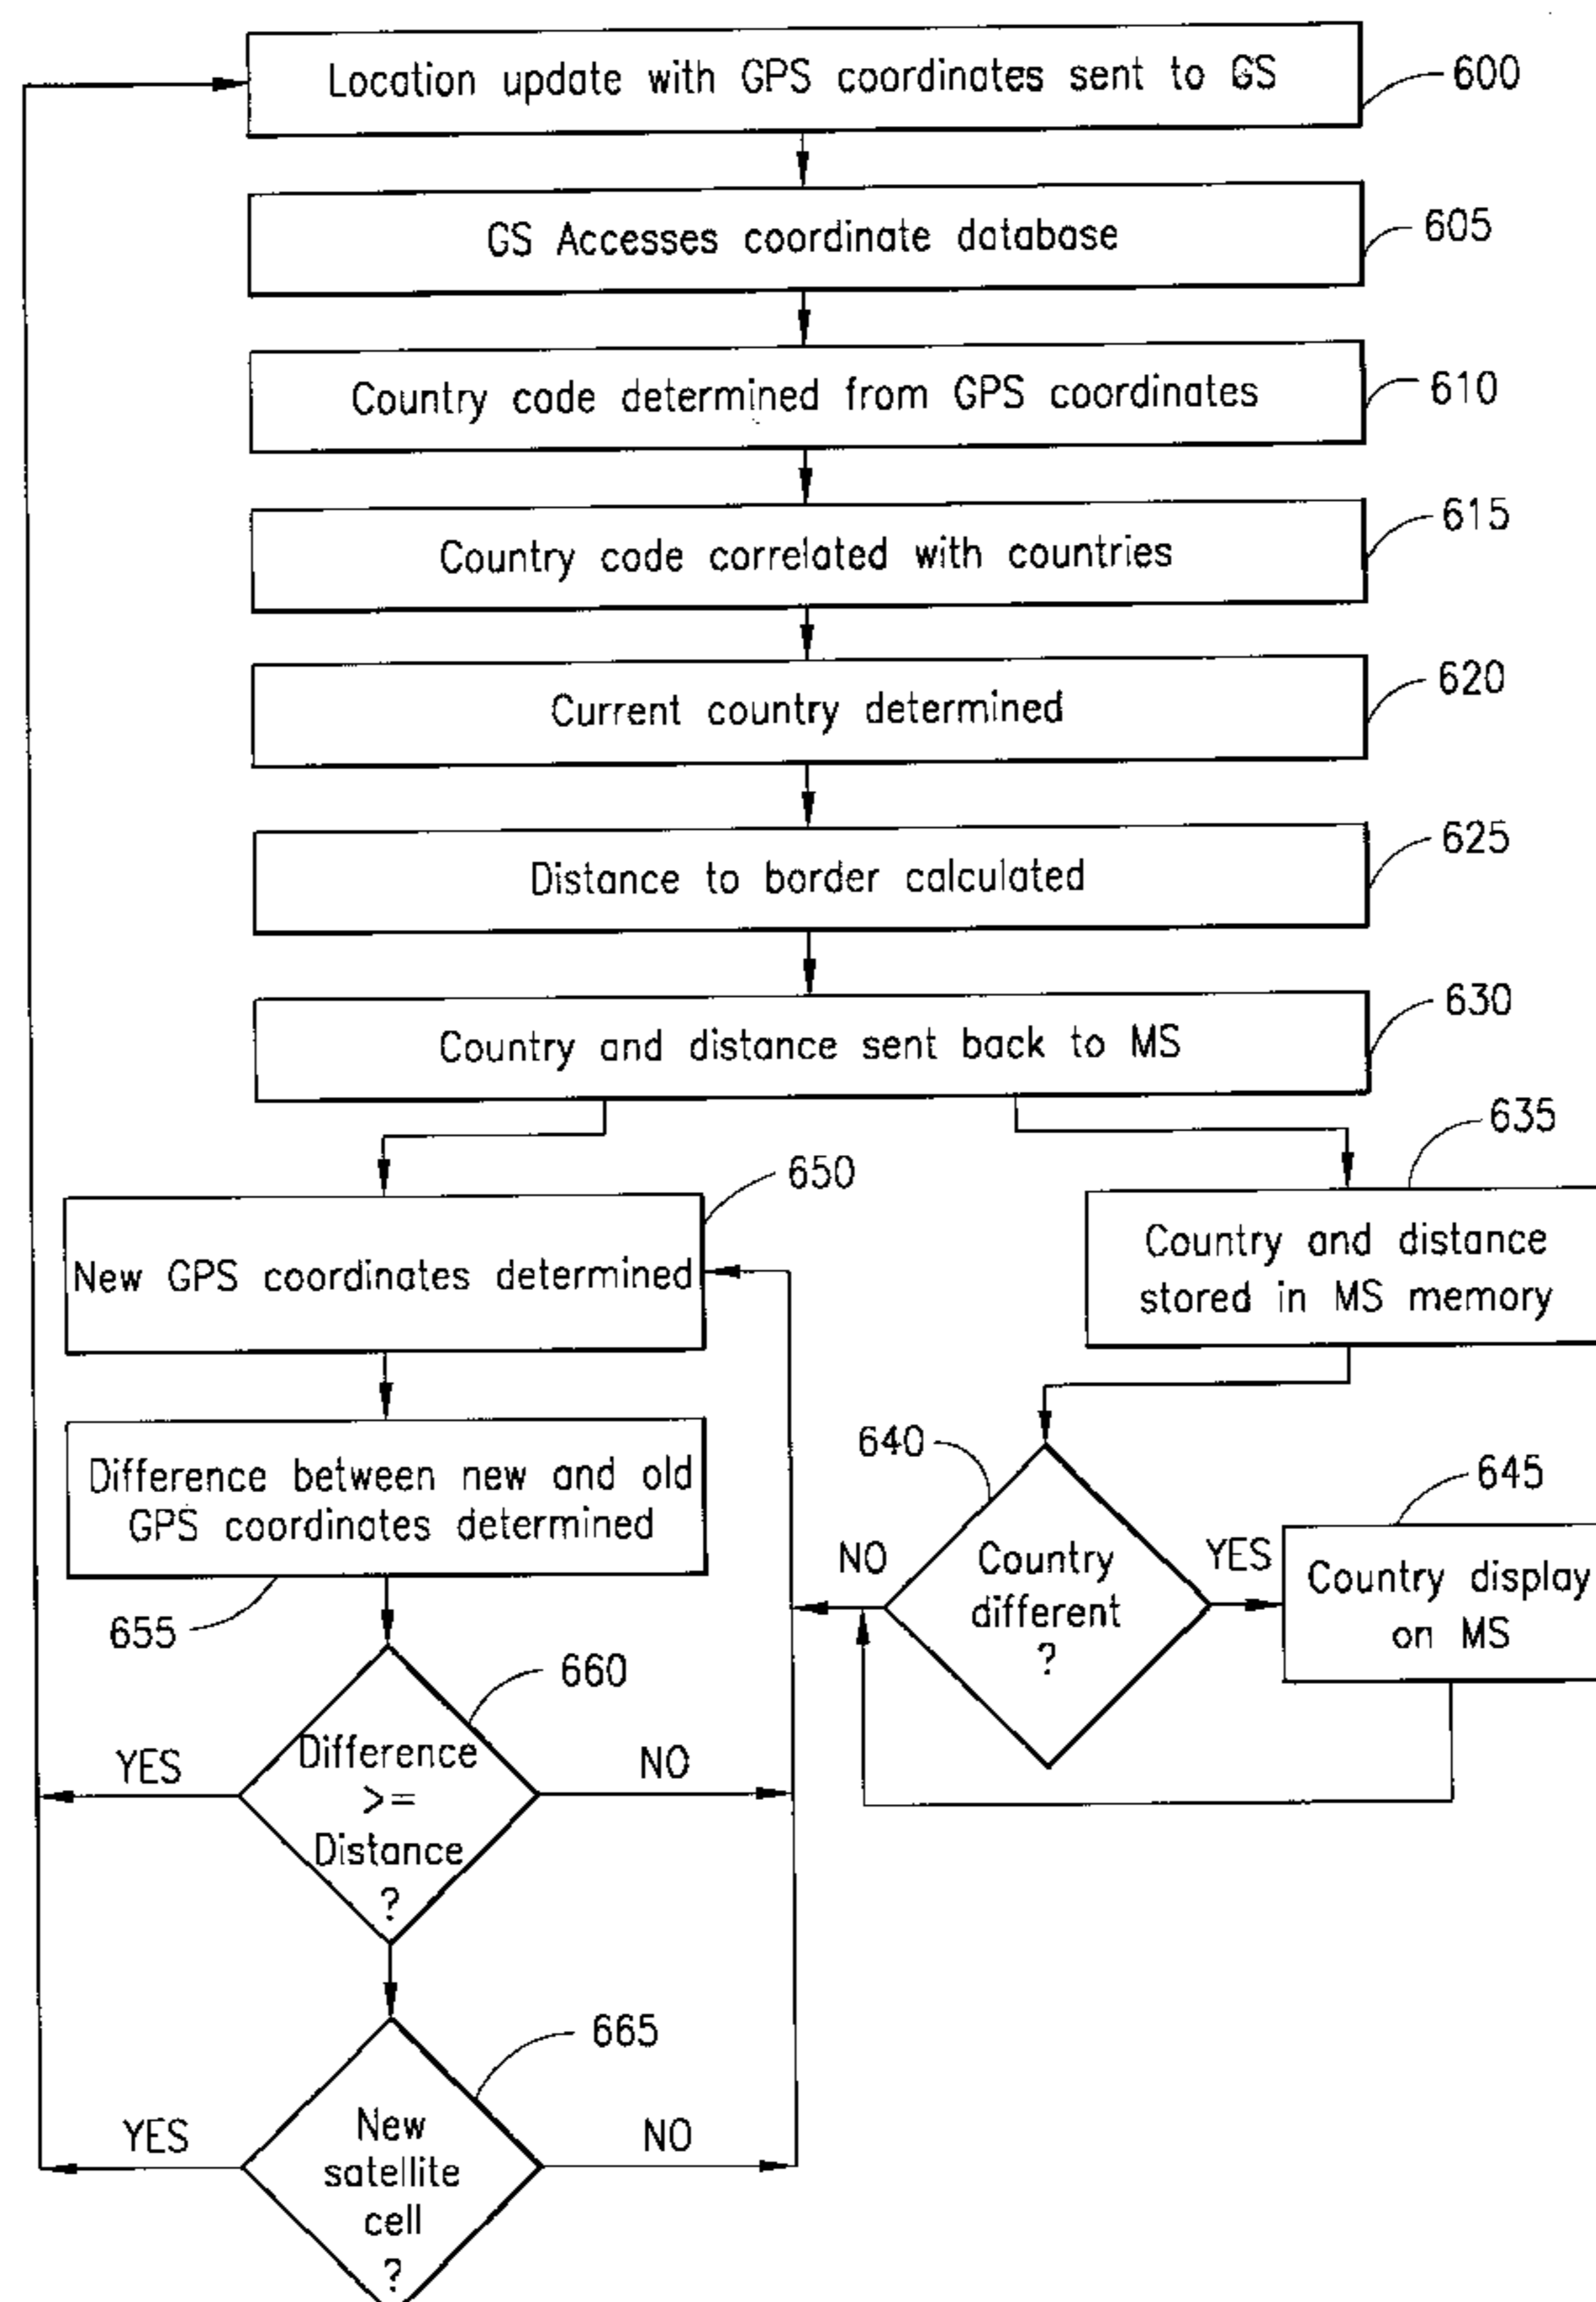 Location update with GPS coordinates sent to GS
600
GS Accesses coordinate database
605
Country code determined from GPS coordinates
610
Country code correlated with countries
615
Current country determined
620
Distance to border calculated
625
Country and distance sent back to MS
630
635
650
New GPS coordinates determined
Country and distance
stored in MS memory
Difference between new and old
GPS coordinates determined
655
640
645
NO
Country
different
?
YES
Country display
on MS
660
YES
Difference
>=
Distance
?
NO
665
YES
New
satellite
cell
?
NO